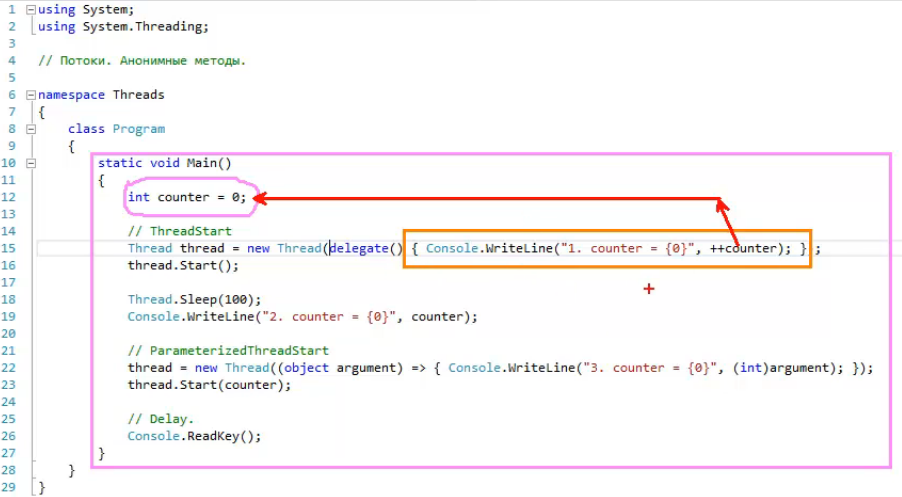 1 using System;
2 using System.Threading;
3
4 // Потоки. Анонимные методы.
5
6 namespace Threads
7 {
8 class Program
9 {
10 static void Main()
11 {
12 int counter = 0;
13
14 // ThreadStart
15 Thread thread = new Thread(delegate() { Console.WriteLine("1. counter = {0}", ++counter); } ;
16 thread.Start();
17
18 Thread.Sleep(100);
19 Console.WriteLine("2. counter = {0}", counter);
20
21 // ParameterizedThreadStart
22 thread = new Thread((object argument) => { Console.WriteLine("3. counter = {0}", (int)argument); });
23 thread.Start(counter);
24
25 // Delay.
26 Console.ReadKey();
27 }
28 }
29 }